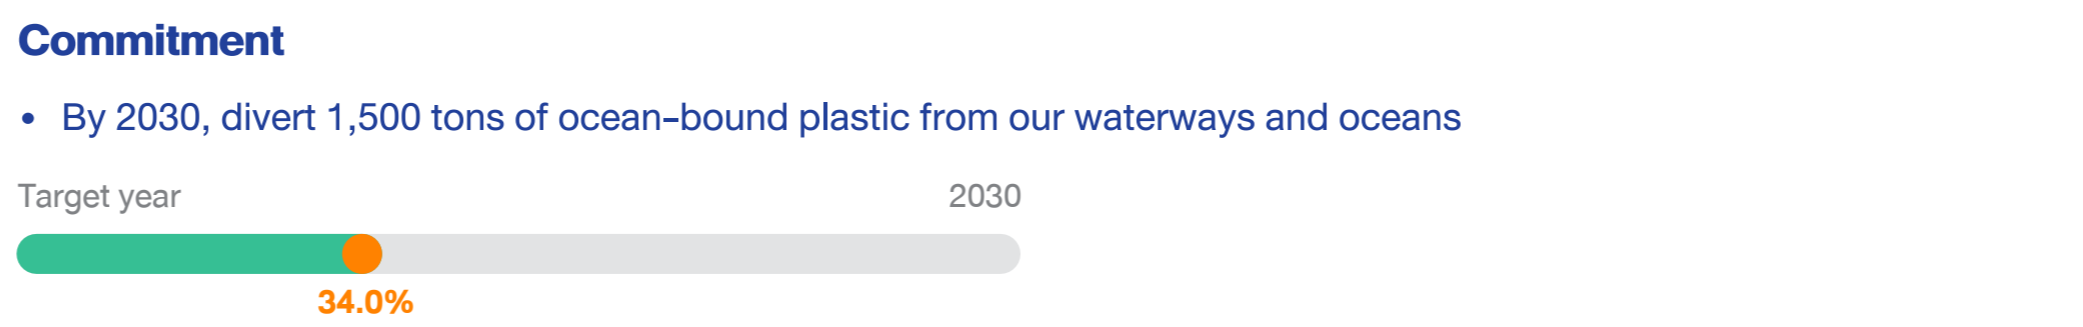 Commitment
• By 2030, divert 1,500 tons of ocean-bound plastic from our waterways and oceans
Target year 2030
34.0%